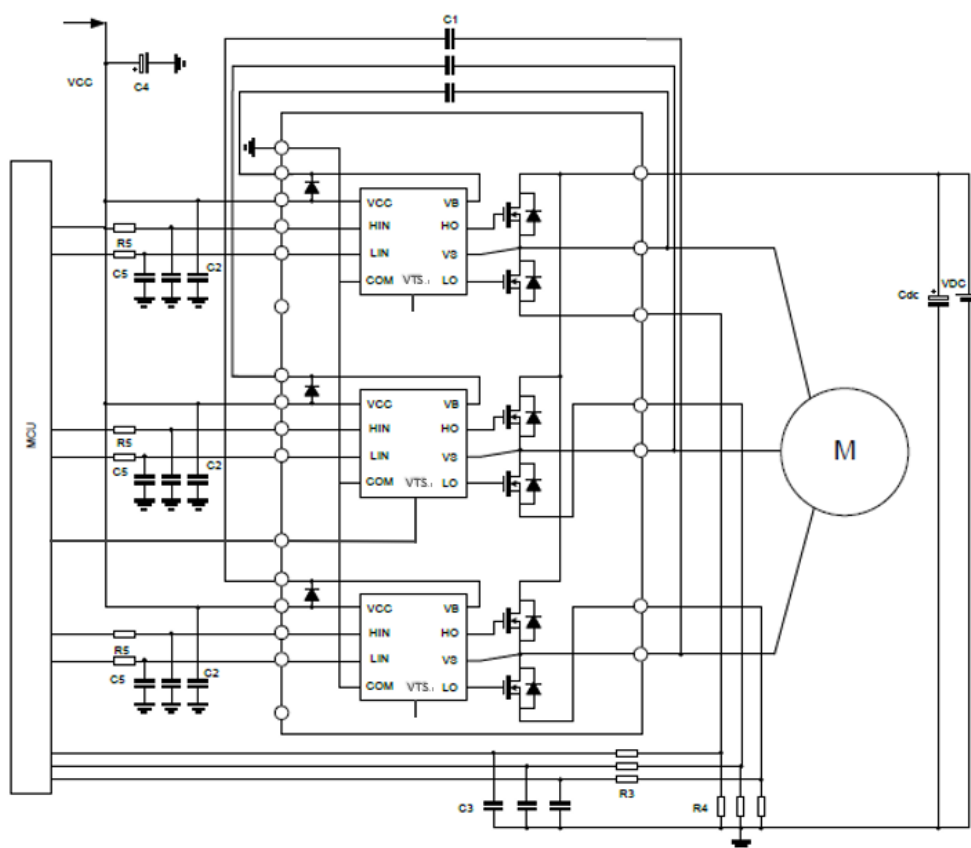 C1
VCC
C4
VCC VB
HIN HO
R5
LIN VS
C5 C2
COM VTS LO
Cdc VDC
VCC VB
HIN HO
R5
LIN VS
C5 C2
COM VTS LO
MCU
M
VCC VB
HIN HO
R5
LIN VS
C5 C2
COM VTS LO
R3
C3 R4